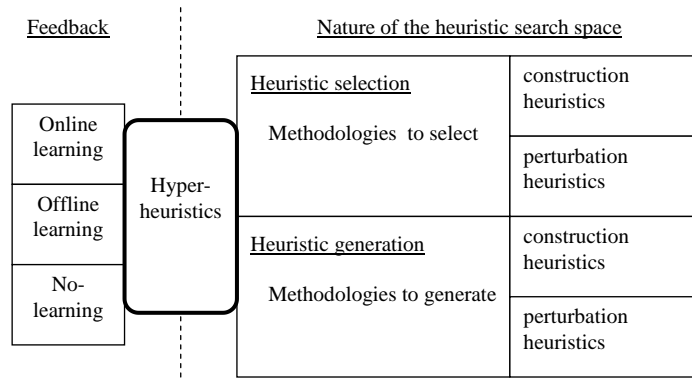 Feedback
Nature of the heuristic search space
Online
learning
Offline
learning
No-
learning
Hyper-
heuristics
Heuristic selection
Methodologies to select
construction
heuristics
perturbation
heuristics
Heuristic generation
Methodologies to generate
construction
heuristics
perturbation
heuristics